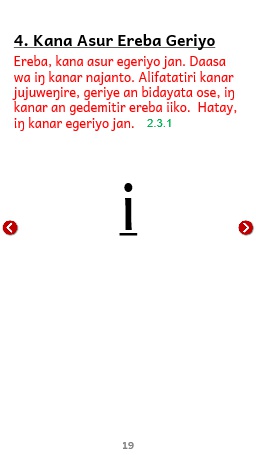 4. Kana Asur Ereba Geriyo
Ereba, kana asur egeriyo jan. Daasa
wa iŋ kanar najanto. Alifatatiri kanar
jujuweŋire, geriye an bidayata ose, iŋ
kanar an gedemitir ereba iiko. Hatay,
iŋ kanar egeriyo jan. 2.3.1
i̱
19